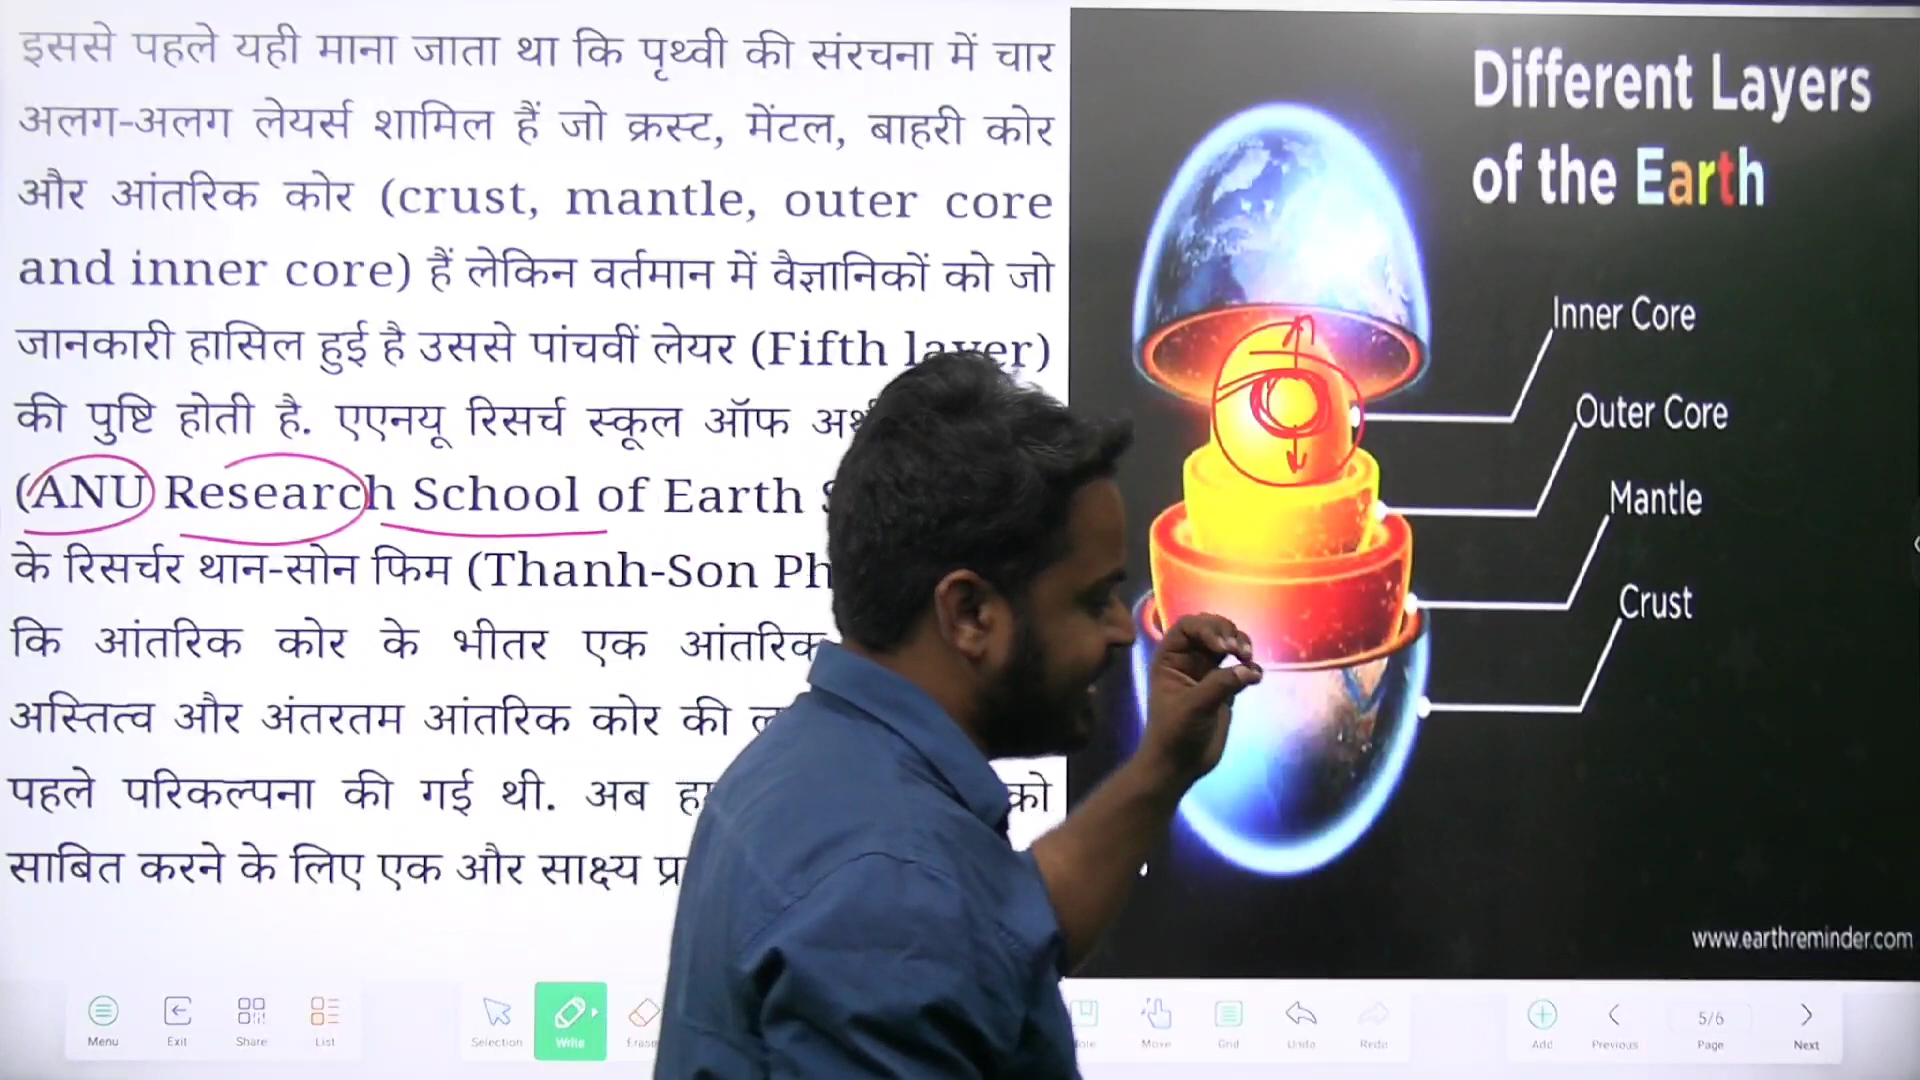 इससे पहले यही माना जाता था कि पृथ्वी की संरचना में चार
अलग-अलग लेयर्स शामिल हैं जो क्रस्ट, मेंटल, बाहरी कोर
और आंतरिक कोर (crust, mantle, outer core
and inner core) हैं लेकिन वर्तमान में वैज्ञानिकों को जो
जानकारी हासिल हुई है उससे पांचवीं लेयर (Fifth layer)
की पुष्टि होती है. एएनयू रिसर्च स्कूल ऑफ
(ANU Research School of Earth
के रिसर्चर थान-सोन फिम (Thanh-Son
कि आंतरिक कोर के भीतर एक आंतरिक
अस्तित्व और अंतरतम आंतरिक कोर की
पहले परिकल्पना की गई थी. अब को
साबित करने के लिए एक और साक्ष्य
Different Layers
of the Earth
Inner Core
Outer Core
Mantle
Crust
www.earthreminder.com
Menu
Exit
Share
List
Selection
Write
Move
Grid
Undo
Redo
Add
Previous
5/6
Page
Next